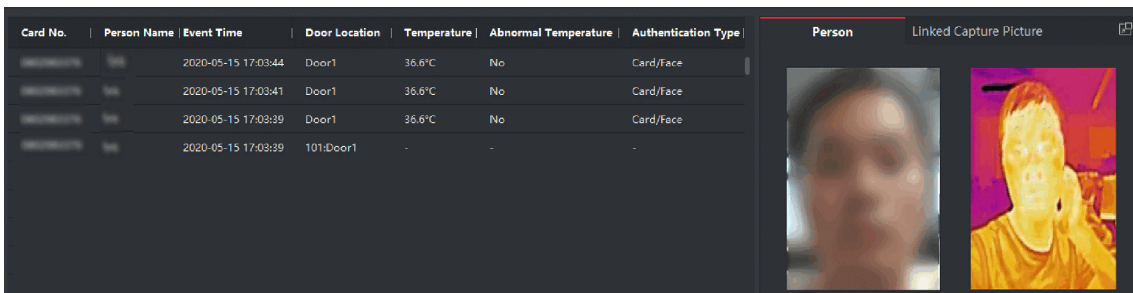 Card No. | Person Name | Event Time | Door Location | Temperature | Abnormal Temperature | Authentication Type |
2020-05-15 17:03:44 Door1 36.6°C No Card/Face
2020-05-15 17:03:41 Door1 36.6°C No Card/Face
2020-05-15 17:03:39 Door1 36.6°C No Card/Face
2020-05-15 17:03:39 101:Door1 - - -
Person Linked Capture Picture